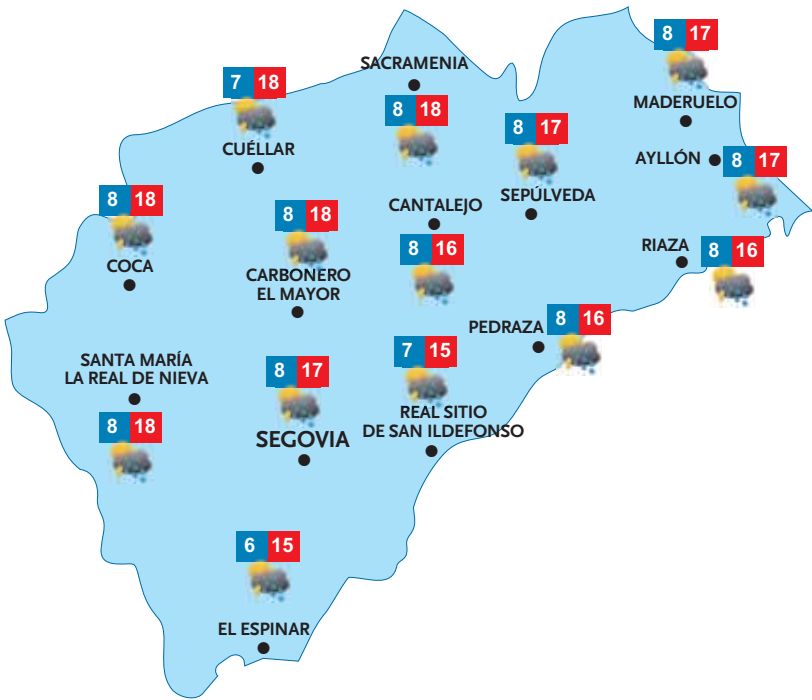 8 17
MADERUELO
SACRAMENIA
8 18
7 18
CUÉLLAR
8 17
SEPÚLVEDA
AYLLÓN
8 17
8 18
COCA
8 18
CARBONERO
EL MAYOR
CANTALEJO
8 16
RIAZA
8 16
PEDRAZA
8 16
SANTA MARÍA
LA REAL DE NIEVA
8 18
8 17
SEGOVIA
7 15
REAL SITIO
DE SAN ILDEFONSO
6 15
EL ESPINAR